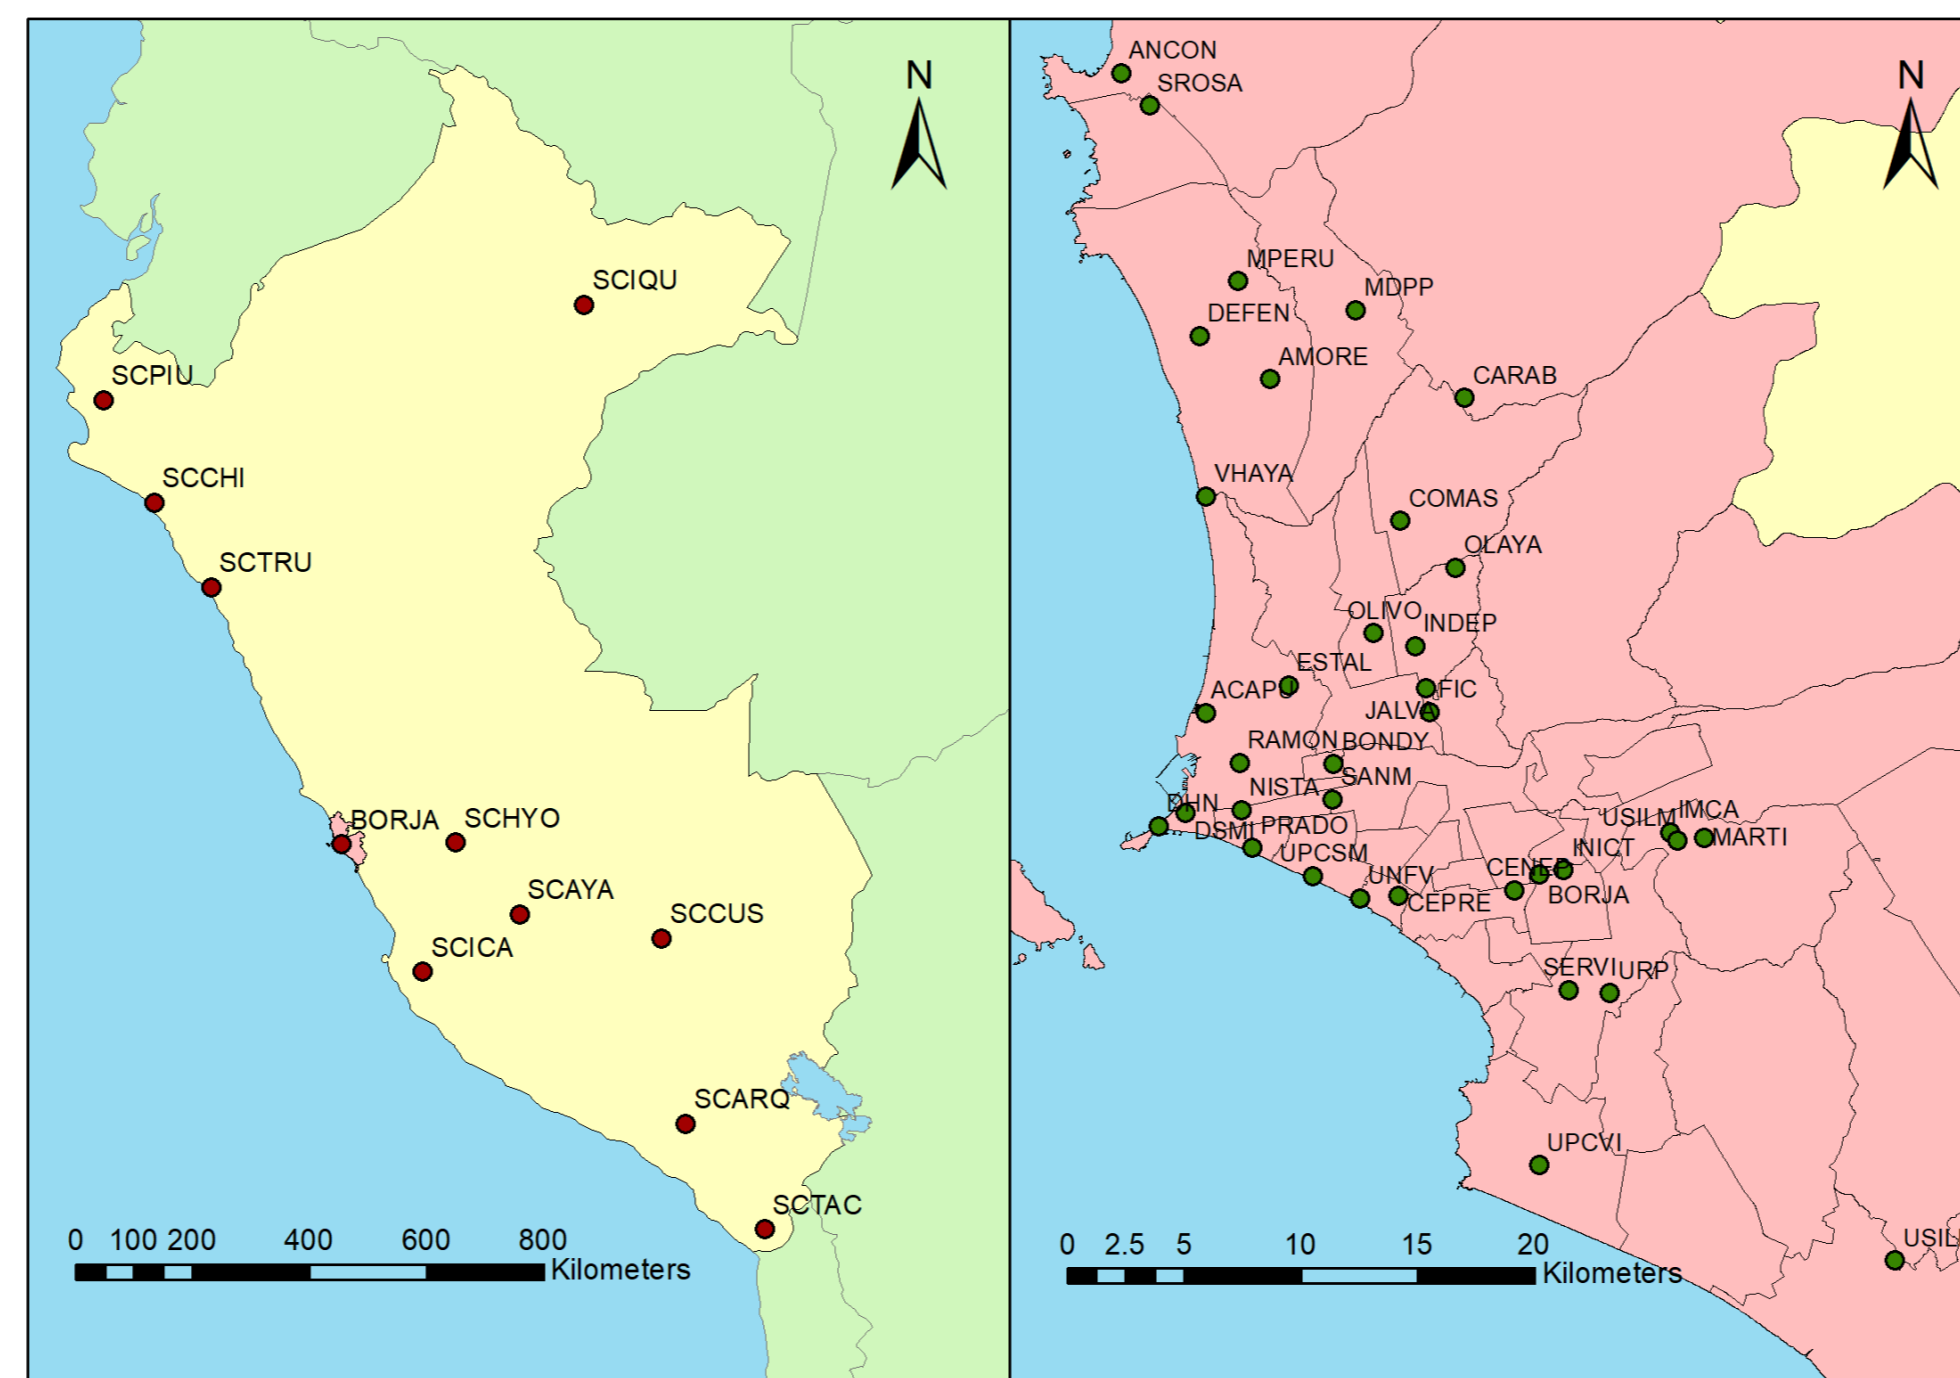 N
SCIQU
SCPIU
SCCHI
SCTRU
BORJA
SCHYO
SCAYA
SCCUS
SCICA
SCARQ
SCTAC
0 100 200 400 600 800
Kilometers
N
ANCON
SROSA
MPERU
MDPP
DEFEN
AMORE
CARAB
VHAYA
COMAS
OLAYA
OLIVO
INDEP
ESTAL
ACAPU
FIC
JALVA
RAMON
BONDY
SANM
NISTA
DHN
DSMI
PRADO
UPCSM
USILM
IMCA
MARTI
INICT
CENEP
UNFV
CEPRE
BORJA
SERVI
URP
UPCVI
USIL
0 2.5 5 10 15 20
Kilometers